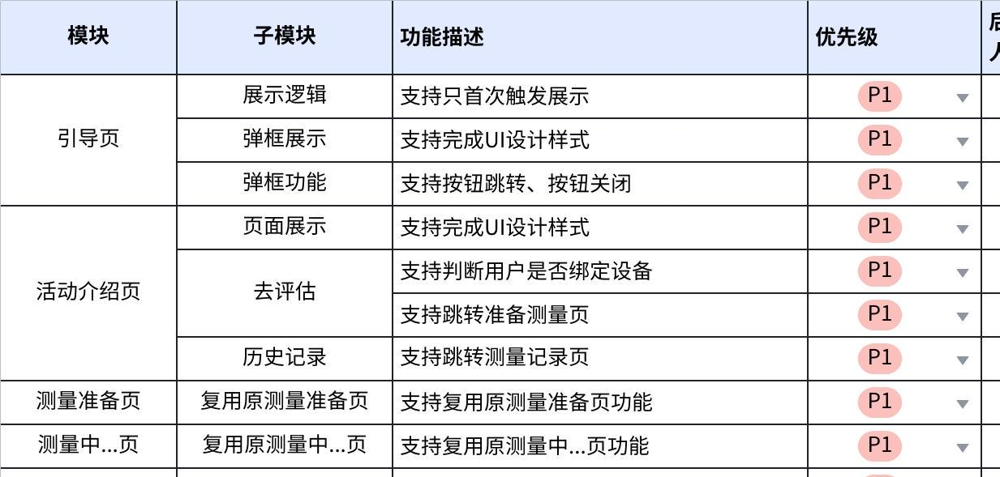 模块 子模块 功能描述 优先级
引导页 展示逻辑 支持只首次触发展示 P1
弹框展示 支持完成UI设计样式 P1
弹框功能 支持按钮跳转、按钮关闭 P1
活动介绍页 页面展示 支持完成UI设计样式 P1
去评估 支持判断用户是否绑定设备 P1
支持跳转准备测量页 P1
历史记录 支持跳转测量记录页 P1
测量准备页 复用原测量准备页 支持复用原测量准备页功能 P1
测量中...页 复用原测量中...页 支持复用原测量中...页功能 P1